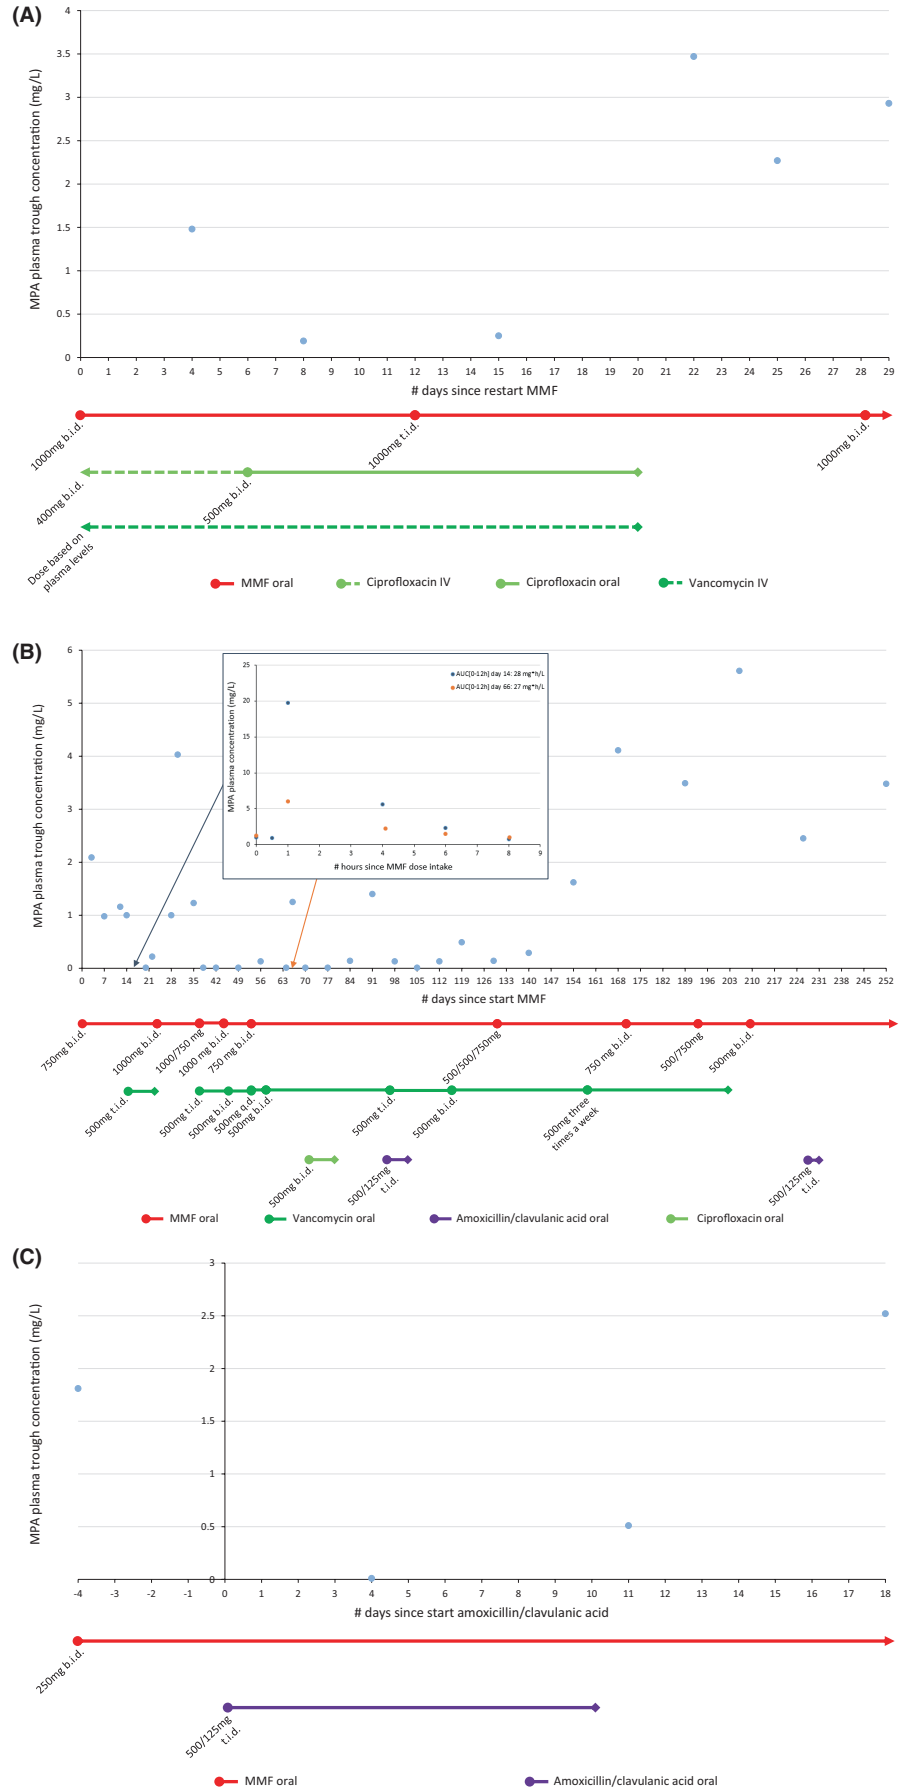 (A)
MPA plasma trough concentration (mg/L)
4
3.5
3
2.5
2
1.5
1
0.5
0
0 1 2 3 4 5 6 7 8 9 10 11 12 13 14 15 16 17 18 19 20 21 22 23 24 25 26 27 28 29
# days since restart MMF
1000mg b.i.d.
1000mg t.i.d.
1000mg b.i.d.
400mg b.i.d.
500mg b.i.d.
Dose based on
plasma levels
MMF oral
Ciprofloxacin IV
Ciprofloxacin oral
Vancomycin IV
(B)
MPA plasma trough concentration (mg/L)
6
5
4
3
2
1
0
MPA plasma concentration (mg/L)
25
20
15
10
5
0
AUC[0-12h] day 14: 28 mg*h/L
AUC[0-12h] day 66: 27 mg*h/L
0 1 2 3 4 5 6 7 8 9
# hours since MMF dose intake
0 7 14 21 28 35 42 49 56 63 70 77 84 91 98 105 112 119 126 133 140 147 154 161 168 175 182 189 196 203 210 217 224 231 238 245 252
# days since start MMF
750mg b.i.d.
1000mg b.i.d.
1000/750 mg
1000 mg b.i.d.
750 mg b.i.d.
500/500/750mg
750 mg b.i.d.
500/750mg
500mg b.i.d.
500mg t.i.d.
500mg t.i.d.
500mg b.i.d.
500mg q.d.
500mg b.i.d.
500mg t.i.d.
500mg b.i.d.
500mg three
times a week
500mg b.i.d.
500/125mg
t.i.d.
500/125mg
t.i.d.
MMF oral
Vancomycin oral
Amoxicillin/clavulanic acid oral
Ciprofloxacin oral
(C)
MPA plasma trough concentration (mg/L)
3
2.5
2
1.5
1
0.5
0
-4 -3 -2 -1 0 1 2 3 4 5 6 7 8 9 10 11 12 13 14 15 16 17 18
# days since start amoxicillin/clavulanic acid
250mg b.i.d.
500/125mg
t.i.d.
MMF oral
Amoxicillin/clavulanic acid oral